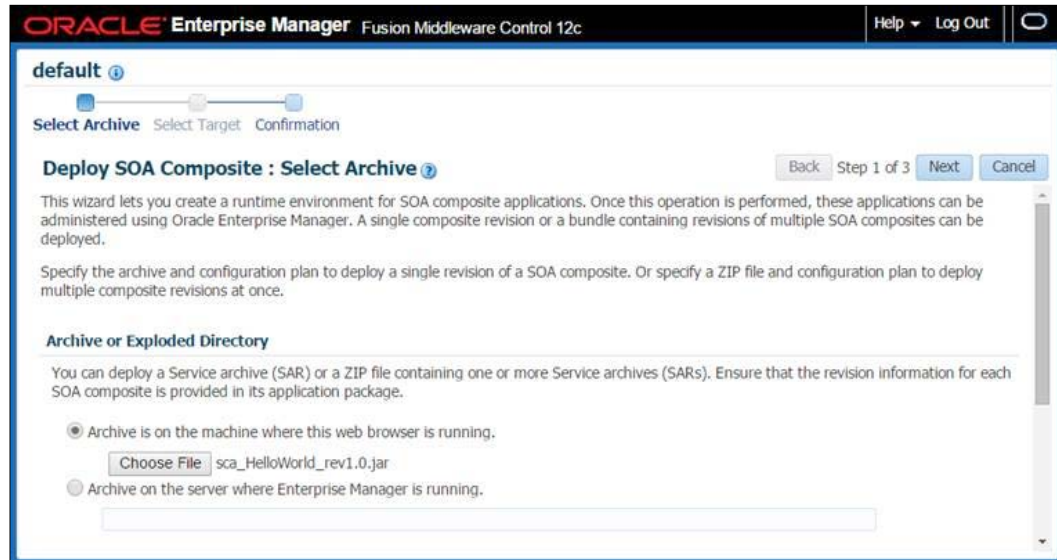 ORACLE Enterprise Manager Fusion Middleware Control 12c Help Log Out
default
Select Archive Select Target Confirmation
Deploy SOA Composite : Select Archive Back Step 1 of 3 Next Cancel
This wizard lets you create a runtime environment for SOA composite applications. Once this operation is performed, these applications can be
administered using Oracle Enterprise Manager. A single composite revision or a bundle containing revisions of multiple SOA composites can be
deployed.
Specify the archive and configuration plan to deploy a single revision of a SOA composite. Or specify a ZIP file and configuration plan to deploy
multiple composite revisions at once.
Archive or Exploded Directory
You can deploy a Service archive (SAR) or a ZIP file containing one or more Service archives (SARs). Ensure that the revision information for each
SOA composite is provided in its application package.
Archive is on the machine where this web browser is running.
Choose File sca_HelloWorld_rev1.0.jar
Archive on the server where Enterprise Manager is running.